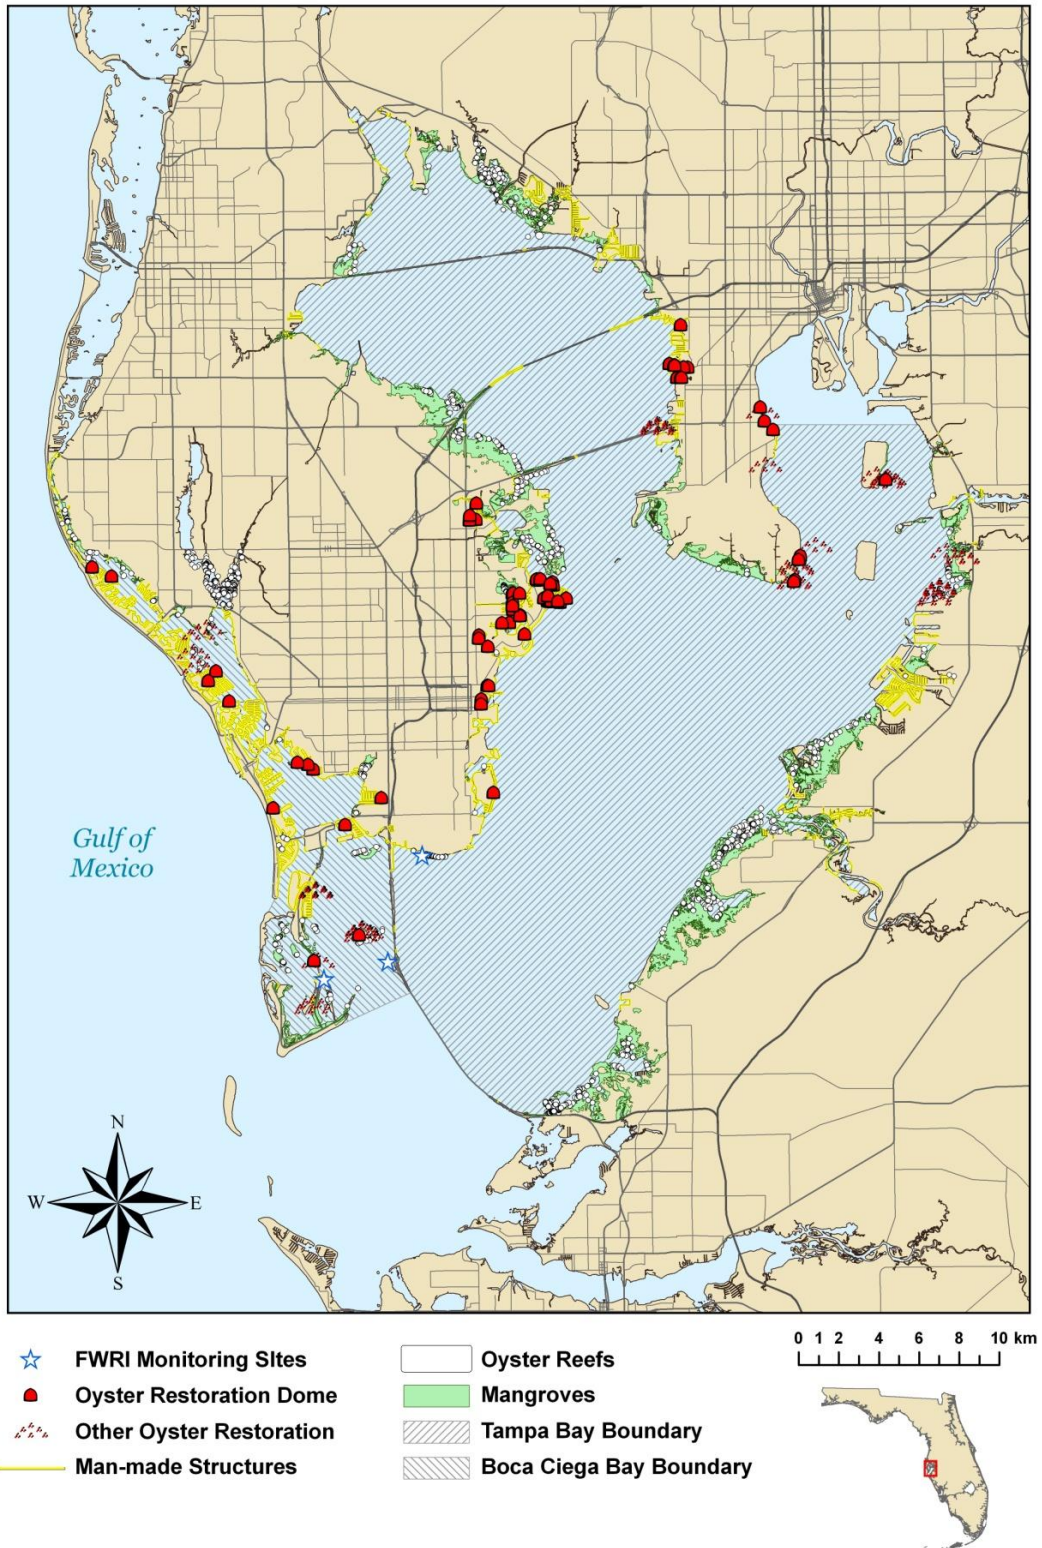 Gulf of
Mexico
N
W E
S
0 1 2 4 6 8 10 km
FWRI Monitoring SItes
Oyster Restoration Dome
Other Oyster Restoration
Man-made Structures
Oyster Reefs
Mangroves
Tampa Bay Boundary
Boca Ciega Bay Boundary